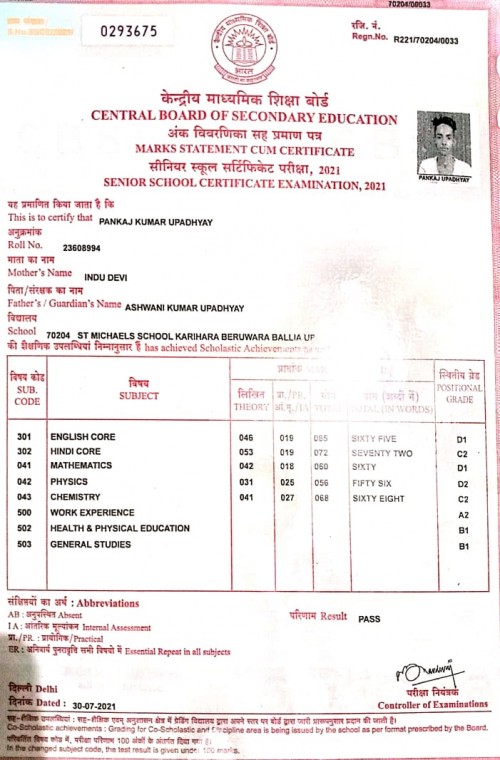 70204/0033
0293675
रजि. नं.
Regn.No. R221/70204/0033
भारत
केन्द्रीय माध्यमिक शिक्षा बोर्ड
CENTRAL BOARD OF SECONDARY EDUCATION
अंक विवरणिका सह प्रमाण पत्र
MARKS STATEMENT CUM CERTIFICATE
सीनियर स्कूल सर्टिफिकेट परीक्षा, 2021
SENIOR SCHOOL CERTIFICATE EXAMINATION, 2021
PANKAJ UPADHYAY
यह प्रमाणित किया जाता है कि
This is to certify that PANKAJ KUMAR UPADHYAY
अनुक्रमांक
Roll No. 23608994
माता का नाम
Mother's Name INDU DEVI
पिता/संरक्षक का नाम
Father's / Guardian's Name ASHWANI KUMAR UPADHYAY
विद्यालय
School 70204 ST MICHAELS SCHOOL KARIHARA BERUWARA BALLIA UP
की शैक्षणिक उपलब्धियां निम्नानुसार हैं has achieved Scholastic Achievements
विषय कोड SUB. CODE
विषय SUBJECT
प्राप्तांक
लिखित THEORY
प्रा./PR.
TOTAL
(शब्दों में) TOTAL (IN WORDS)
स्थितीय ग्रेड POSITIONAL GRADE
301 ENGLISH CORE 046 019 065 SIXTY FIVE D1
302 HINDI CORE 053 019 072 SEVENTY TWO C2
041 MATHEMATICS 042 018 060 SIXTY D1
042 PHYSICS 031 025 056 FIFTY SIX D2
043 CHEMISTRY 041 027 068 SIXTY EIGHT C2
500 WORK EXPERIENCE A2
502 HEALTH & PHYSICAL EDUCATION B1
503 GENERAL STUDIES B1
संक्षिप्तियों का अर्थ : Abbreviations
AB : अनुपस्थित Absent
IA : आंतरिक मूल्यांकन Internal Assessment
प्रा./PR. : प्रायोगिक/Practical
ER : अनिवार्य पुनरावृत्ति सभी विषयों में Essential Repeat in all subjects
परिणाम Result PASS
दिल्ली Delhi
दिनांक Dated : 30-07-2021
परीक्षा नियंत्रक
Controller of Examinations
सह-शैक्षिक उपलब्धियां : सह-शैक्षिक एवम् अनुशासन क्षेत्र में ग्रेडिंग विद्यालय द्वारा अपने स्तर पर बोर्ड द्वारा जारी प्रारूपनुसार प्रदान की जाती है।
Co-Scholastic achievements : Grading for Co-Scholastic and Discipline area is being issued by the school as per format prescribed by the Board.
परिवर्तित विषय कोड में, परीक्षा परिणाम 100 अंकों के अंतर्गत दिया गया है।
In the changed subject code, the test result is given under 100 marks.